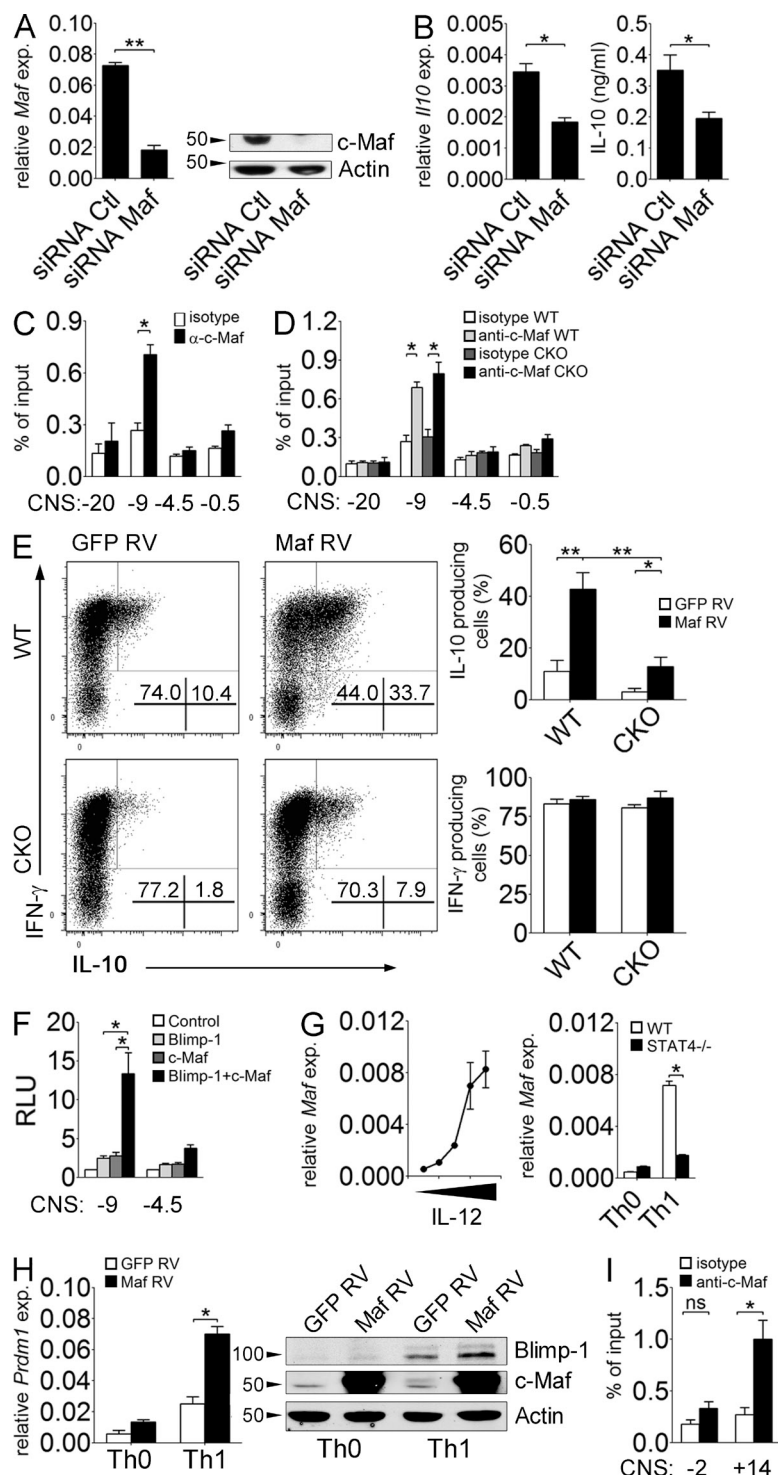 A
relative Maf exp.
0.10
0.08
0.06
0.04
0.02
0.00
**
siRNA Ctl
siRNA Maf
50
50
c-Maf
Actin
siRNA Ctl
siRNA Maf
B
relative Il10 exp.
0.005
0.004
0.003
0.002
0.001
0.000
*
siRNA Ctl
siRNA Maf
IL-10 (ng/ml)
0.5
0.4
0.3
0.2
0.1
0.0
*
siRNA Ctl
siRNA Maf
C
isotype
α-c-Maf
% of input
0.9
0.6
0.3
0.0
*
CNS: -20 -9 -4.5 -0.5
D
isotype WT
anti-c-Maf WT
isotype CKO
anti-c-Maf CKO
% of input
1.2
0.9
0.6
0.3
0.0
* *
CNS: -20 -9 -4.5 -0.5
E
GFP RV
Maf RV
WT
74.0 10.4
44.0 33.7
0
0
0
0
CKO
77.2 1.8
70.3 7.9
0
0
0
0
IFN-γ
IL-10
IL-10 producing
cells (%)
60
40
20
0
** **
*
GFP RV
Maf RV
WT
CKO
IFN-γ producing
cells (%)
100
75
50
25
0
WT
CKO
F
Control
Blimp-1
c-Maf
Blimp-1+c-Maf
RLU
20
15
10
5
0
*
*
CNS: -9 -4.5
G
relative Maf exp.
0.012
0.008
0.004
0.000
IL-12
relative Maf exp.
0.012
0.008
0.004
0.000
WT
STAT4-/-
*
Th0
Th1
H
GFP RV
Maf RV
relative Prdm1 exp.
0.10
0.08
0.06
0.04
0.02
0.00
*
Th0 Th1
GFP RV
Maf RV
GFP RV
Maf RV
100
50
50
Blimp-1
c-Maf
Actin
Th0 Th1
I
isotype
anti-c-Maf
% of input
1.5
1.0
0.5
0.0
ns *
CNS: -2 +14